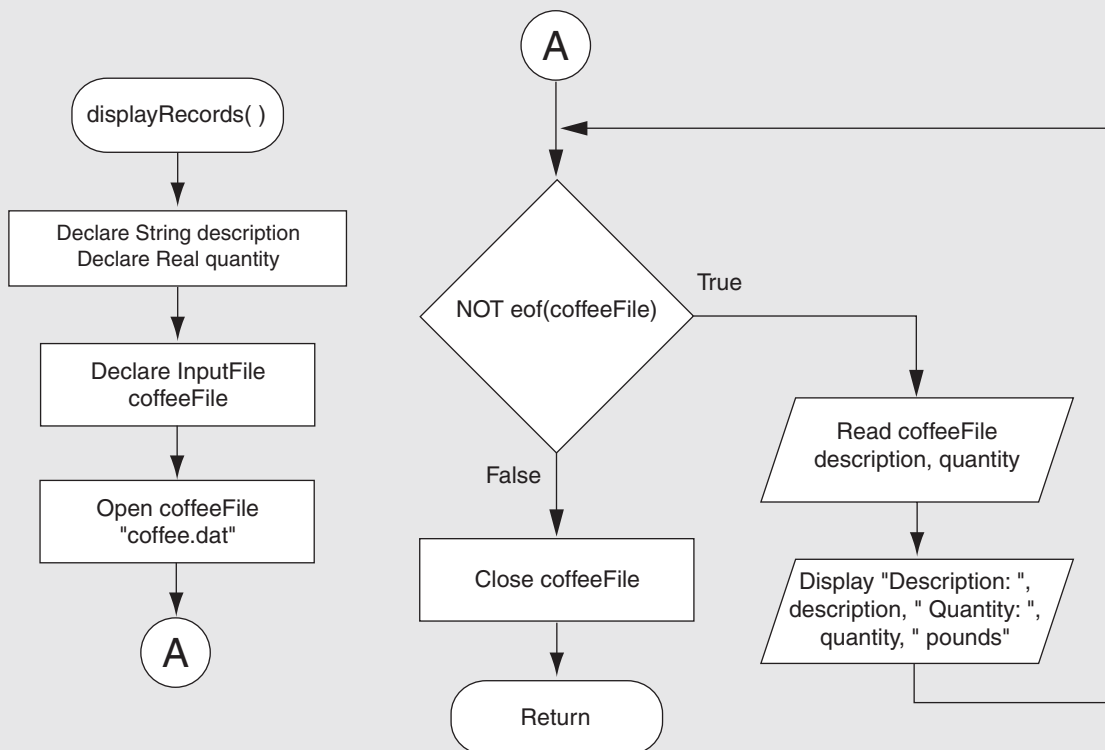 displayRecords( )
Declare String description
Declare Real quantity
Declare InputFile
coffeeFile
Open coffeeFile
"coffee.dat"
A
A
NOT eof(coffeeFile)
True
Read coffeeFile
description, quantity
Display "Description: ",
description, " Quantity: ",
quantity, " pounds"
False
Close coffeeFile
Return